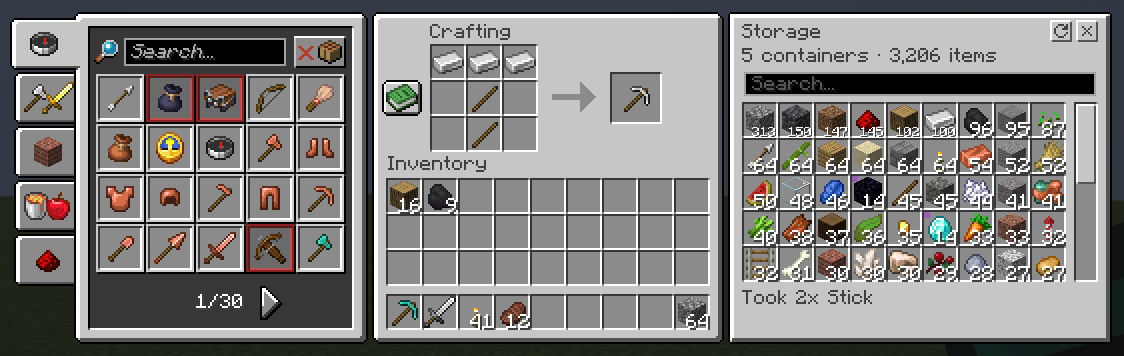 Search...
1/30
Crafting
Inventory
16 9
41 12 64
Storage
5 containers · 3,206 items
Search...
313 150 147 145 102 100 96 95 87
64 64 64 64 64 64 54 52 52
50 48 46 14 45 45 44 41 41
40 38 37 36 35 14 33 33 32
32 31 30 30 30 29 28 27 27
Took 2x Stick